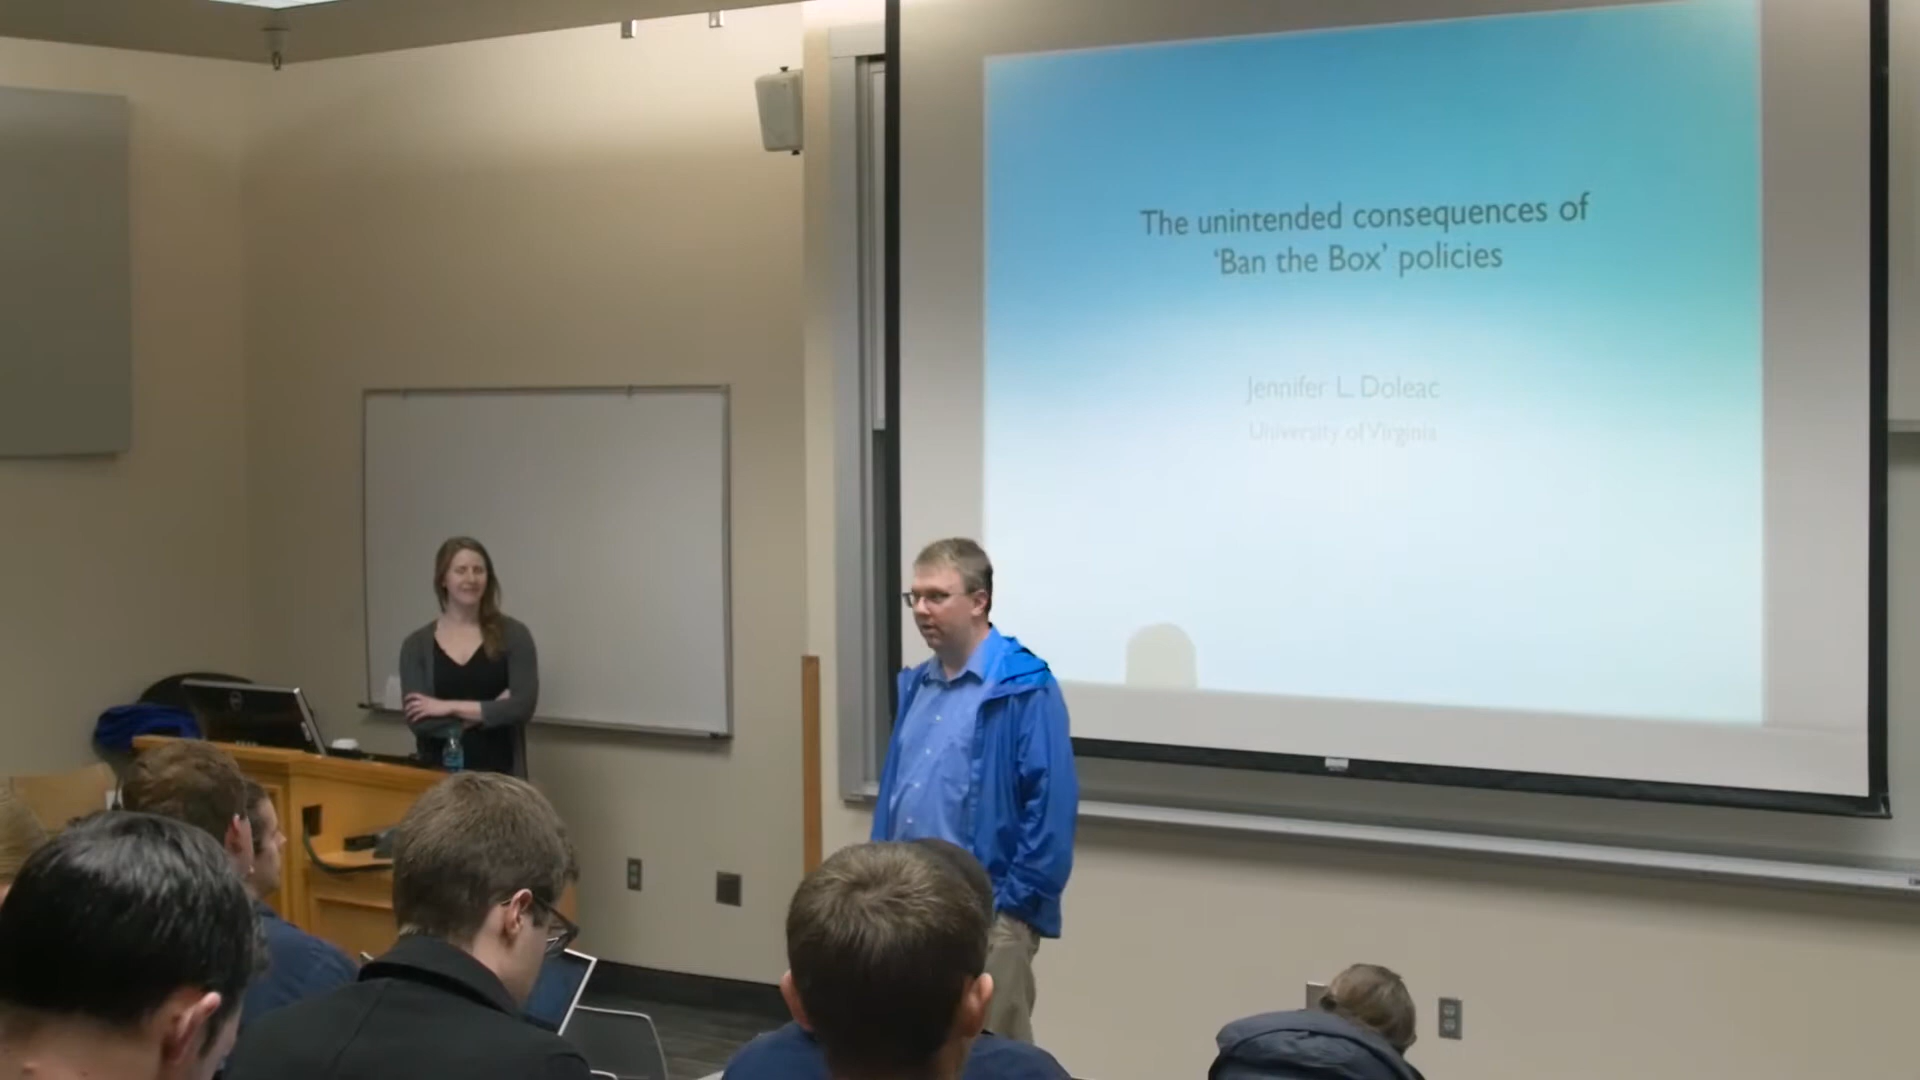 The unintended consequences of
'Ban the Box' policies
Jennifer L. Doleac
University of Virginia